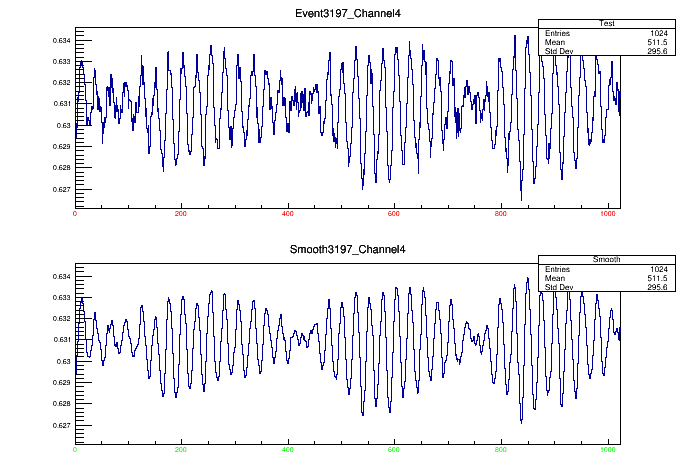 Event3197_Channel4
Test
Entries 1024
Mean 511.5
Std Dev 295.6
0.634
0.633
0.632
0.631
0.63
0.629
0.628
0.627
0 200 400 600 800 1000
Smooth3197_Channel4
Smooth
Entries 1024
Mean 511.5
Std Dev 295.6
0.634
0.633
0.632
0.631
0.63
0.629
0.628
0.627
0 200 400 600 800 1000